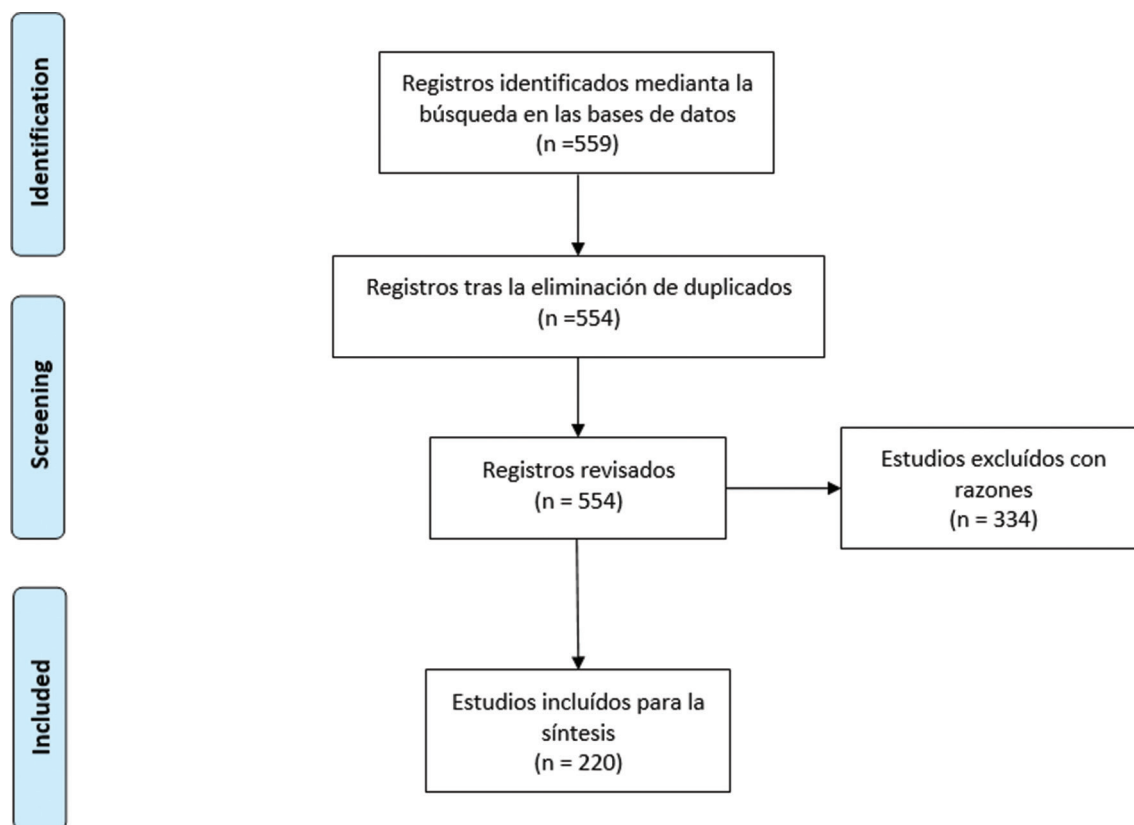 Identification
Registros identificados medianta la
búsqueda en las bases de datos
(n =559)
Registros tras la eliminación de duplicados
(n =554)
Screening
Registros revisados
(n = 554)
Estudios excluídos con
razones
(n = 334)
Included
Estudios incluídos para la
síntesis
(n = 220)